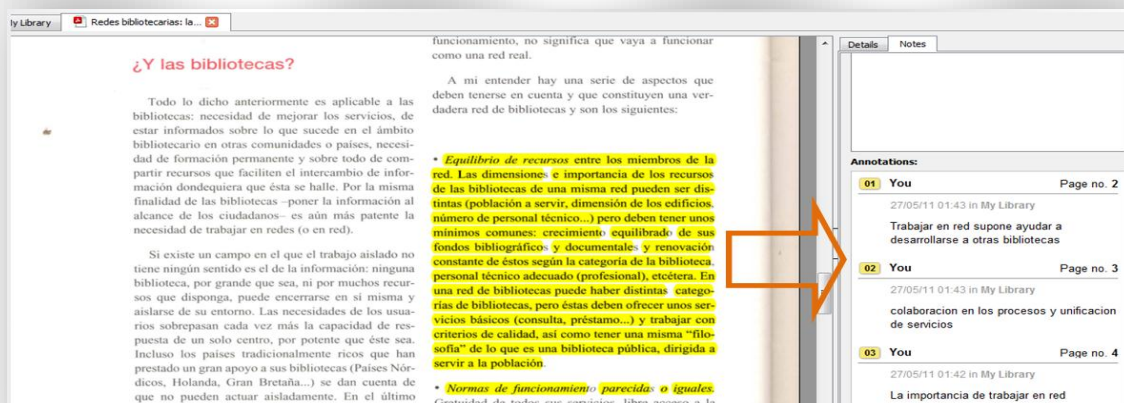 ly Library
Redes bibliotecarias: la...
¿Y las bibliotecas?
Todo lo dicho anteriormente es aplicable a las
bibliotecas: necesidad de mejorar los servicios, de
estar informados sobre lo que sucede en el ámbito
bibliotecario en otras comunidades o países, necesi-
dad de formación permanente y sobre todo de com-
partir recursos que faciliten el intercambio de infor-
mación dondequiera que ésta se halle. Por la misma
finalidad de las bibliotecas –poner la información al
alcance de los ciudadanos– es aún más patente la
necesidad de trabajar en redes (o en red).
Si existe un campo en el que el trabajo aislado no
tiene ningún sentido es el de la información: ninguna
biblioteca, por grande que sea, ni por muchos recur-
sos que disponga, puede encerrarse en sí misma y
aislarse de su entorno. Las necesidades de los usua-
rios sobrepasan cada vez más la capacidad de res-
puesta de un solo centro, por potente que éste sea.
Incluso los países tradicionalmente ricos que han
prestado un gran apoyo a sus bibliotecas (Países Nór-
dicos, Holanda, Gran Bretaña...) se dan cuenta de
que no pueden actuar aisladamente. En el último
funcionamiento, no significa que vaya a funcionar
como una red real.
A mi entender hay una serie de aspectos que
deben tenerse en cuenta y que constituyen una ver-
dadera red de bibliotecas y son los siguientes:
• Equilibrio de recursos entre los miembros de la
red. Las dimensiones e importancia de los recursos
de las bibliotecas de una misma red pueden ser dis-
tintas (población a servir, dimensión de los edificios,
número de personal técnico...) pero deben tener unos
mínimos comunes: crecimiento equilibrado de sus
fondos bibliográficos y documentales y renovación
constante de éstos según la categoría de la biblioteca,
personal técnico adecuado (profesional), etcétera. En
una red de bibliotecas puede haber distintas catego-
rías de bibliotecas, pero éstas deben ofrecer unos ser-
vicios básicos (consulta, préstamo...) y trabajar con
criterios de calidad, así como tener una misma “filo-
sofía” de lo que es una biblioteca pública, dirigida a
servir a la población.
• Normas de funcionamiento parecidas o iguales.
Gratuidad de todos sus servicios, libre acceso a la
Details Notes
Annotations:
01 You Page no. 2
27/05/11 01:43 in My Library
Trabajar en red supone ayudar a
desarrollarse a otras bibliotecas
02 You Page no. 3
27/05/11 01:43 in My Library
colaboracion en los procesos y unificacion
de servicios
03 You Page no. 4
27/05/11 01:42 in My Library
La importancia de trabajar en red